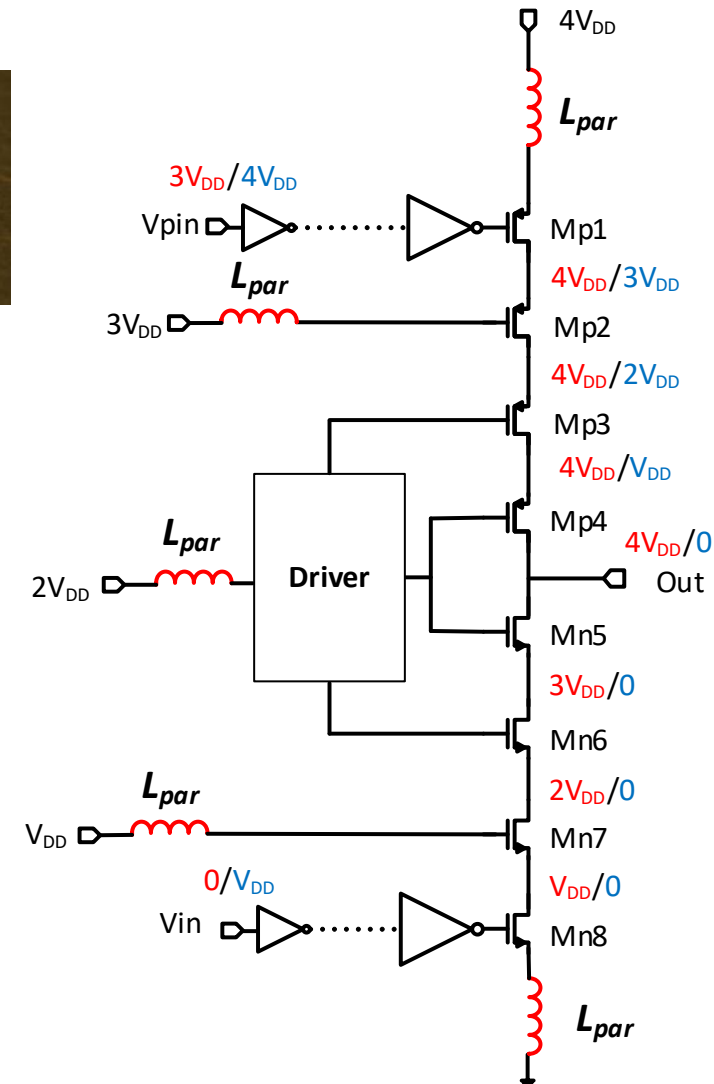 4VDD
Lpar
3VDD/4VDD
Vpin
Mp1
Lpar
4VDD/3VDD
3VDD
Mp2
4VDD/2VDD
Mp3
4VDD/VDD
Mp4
Lpar
4VDD/0
2VDD
Driver
Out
Mn5
3VDD/0
Mn6
Lpar
2VDD/0
VDD
Mn7
0/VDD
VDD/0
Vin
Mn8
Lpar